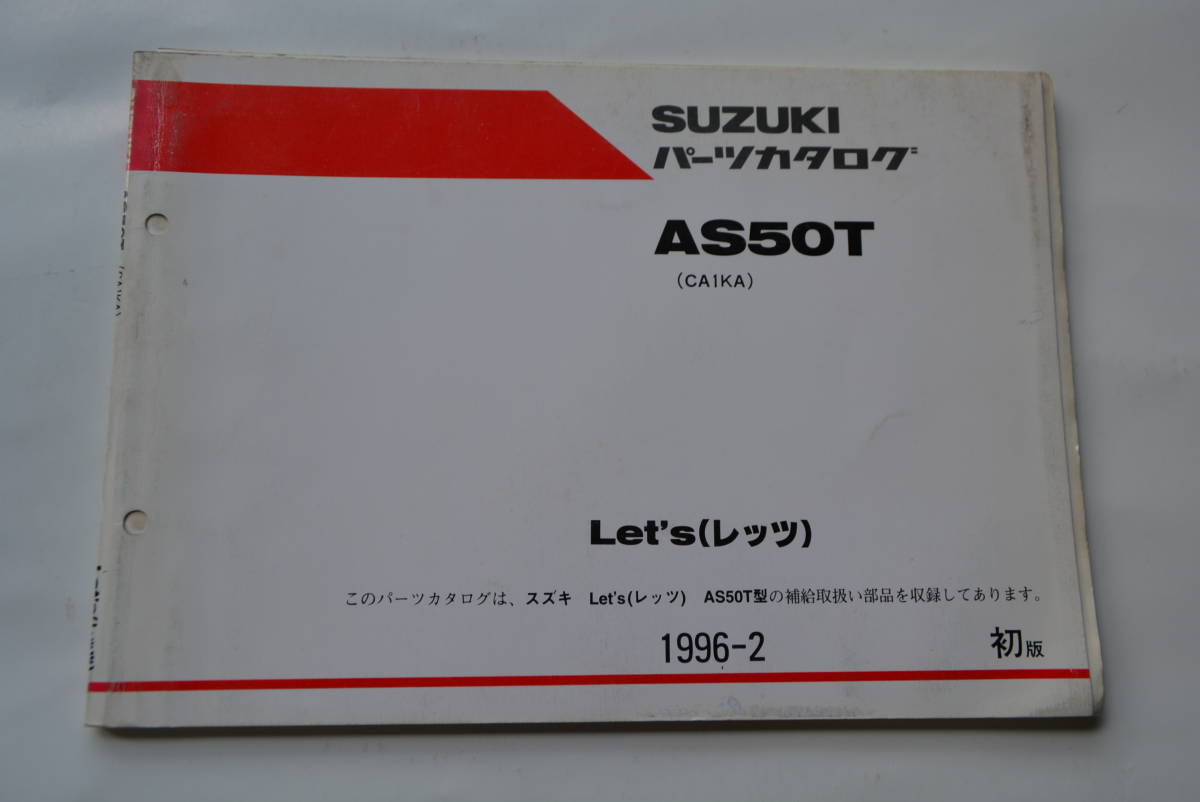 SUZUKI
パーツカタログ
AS50T
(CA1KA)
Let's(レッツ)
このパーツカタログは、スズキ Let's(レッツ) AS50T型の補給取扱い部品を収録してあります。
1996-2 初版
AS50T (CA1KA)